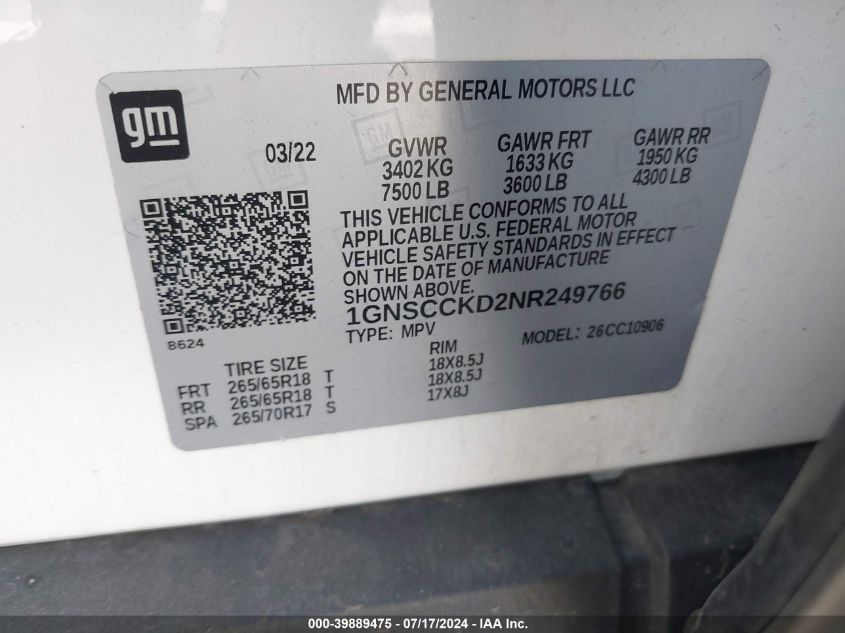 gm
MFD BY GENERAL MOTORS LLC
03/22
GVWR GAWR FRT GAWR RR
3402 KG 1633 KG 1950 KG
7500 LB 3600 LB 4300 LB
THIS VEHICLE CONFORMS TO ALL
APPLICABLE U.S. FEDERAL MOTOR
VEHICLE SAFETY STANDARDS IN EFFECT
ON THE DATE OF MANUFACTURE
SHOWN ABOVE.
1GNSCCKD2NR249766
TYPE: MPV MODEL: 26CC10906
8624
TIRE SIZE RIM
FRT 265/65R18 T 18X8.5J
RR 265/65R18 T 18X8.5J
SPA 265/70R17 S 17X8J
000-39889475 - 07/17/2024 - IAA Holdings, LLC.